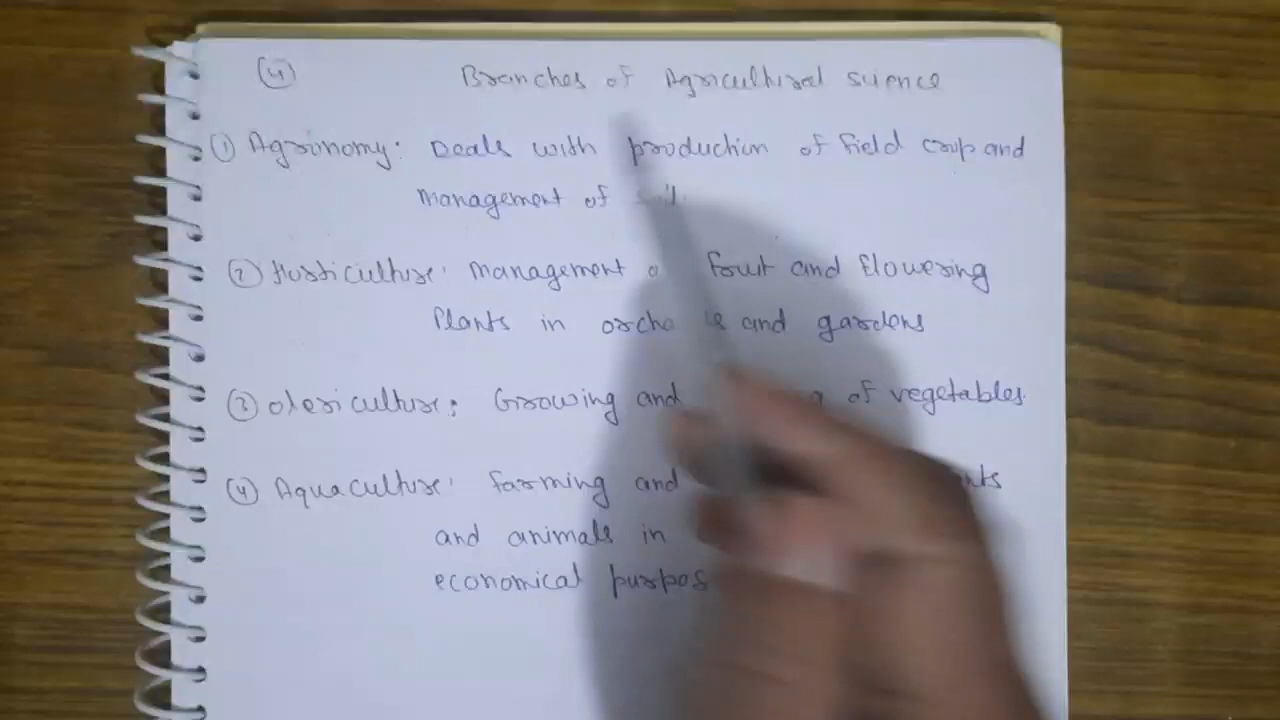 (4) Branches of Agricultural science
① Agronomy: Deals with production of field crop and
management of
② Horticulture: management fruit and flowering
Plants in and gardens
③ olericulture: Growing and of vegetables.
④ Aquaculture: farming and
and animals in
economical